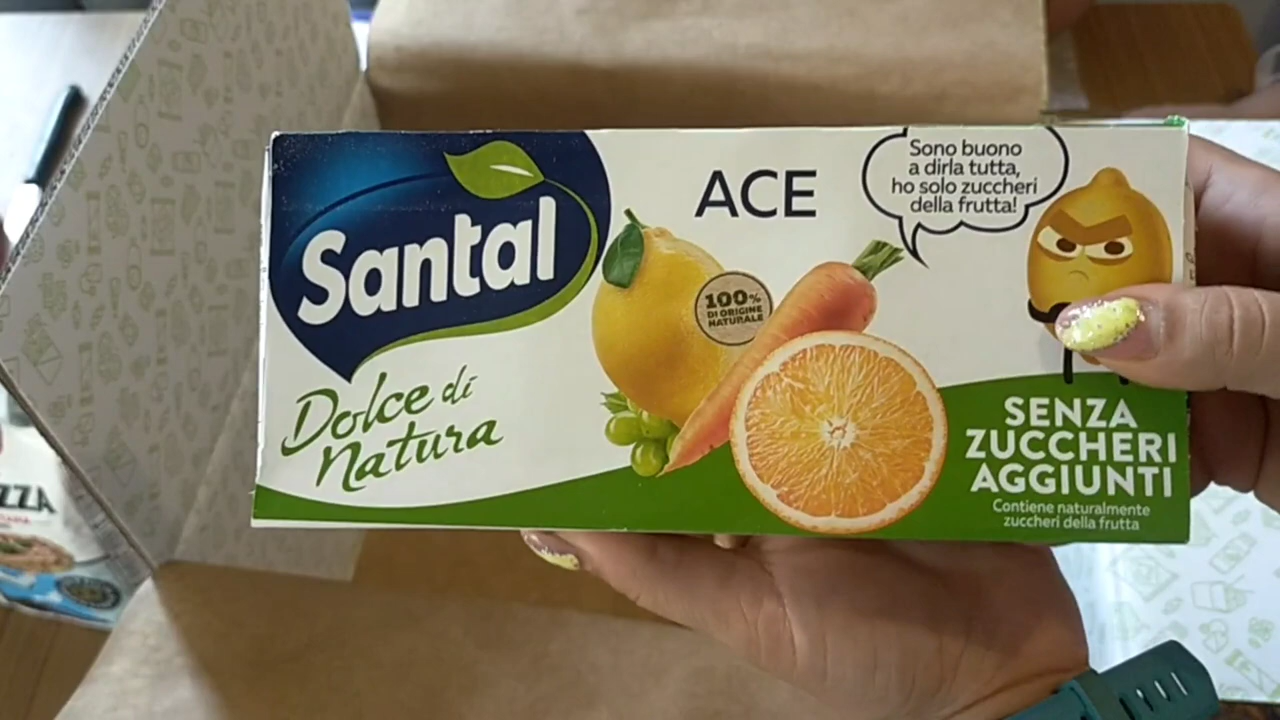 Santal
Dolce di
Natura
ACE
100%
DI ORIGINE
NATURALE
Sono buono
a dirla tutta,
ho solo zuccheri
della frutta!
SENZA
ZUCCHERI
AGGIUNTI
Contiene naturalmente
zuccheri della frutta
ZZA